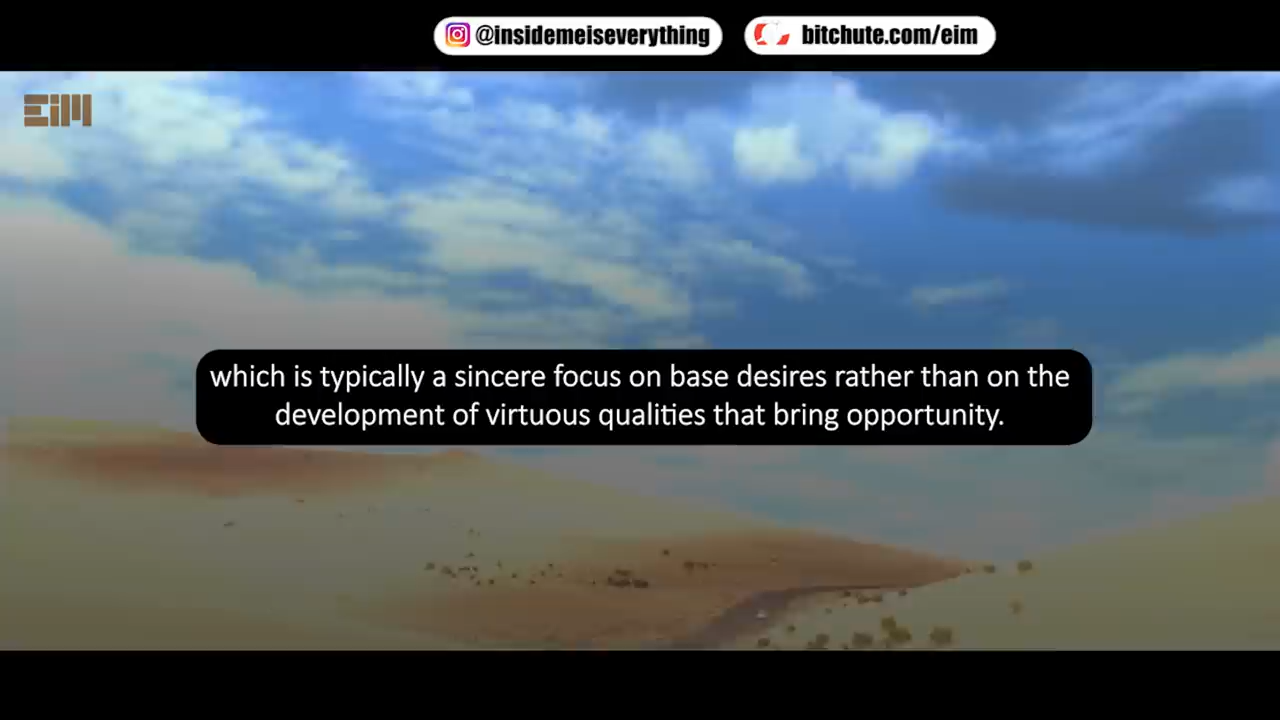 @insidemeiseverything
bitchute.com/eim
EIM
which is typically a sincere focus on base desires rather than on the
development of virtuous qualities that bring opportunity.